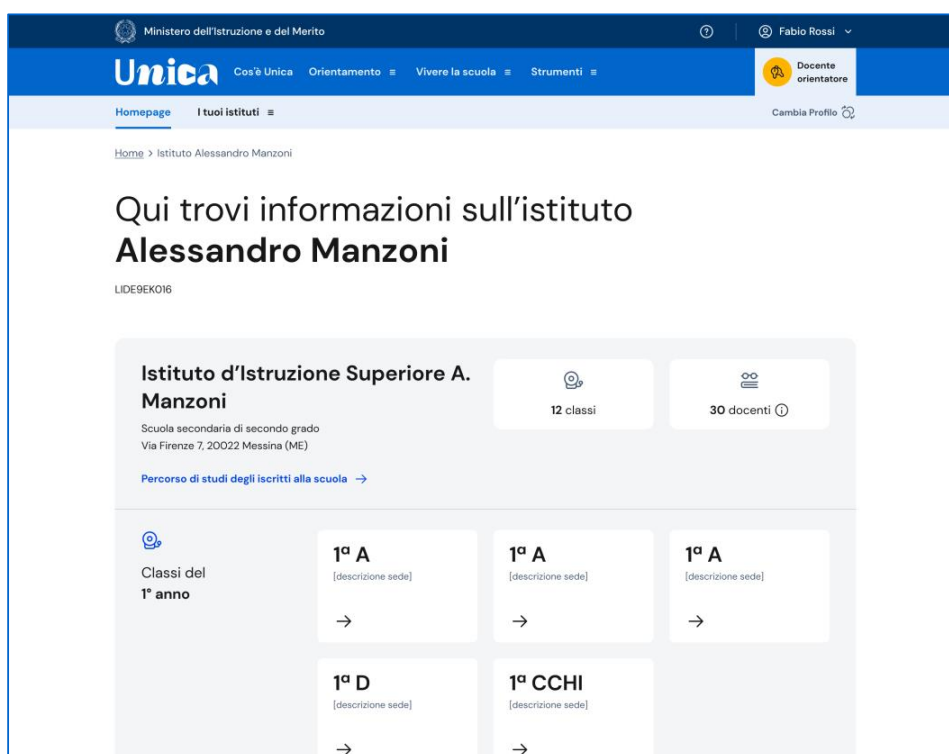 Ministero dell'Istruzione e del Merito
Fabio Rossi
Unica
Cos'è Unica Orientamento Vivere la scuola Strumenti
Docente
orientatore
Homepage I tuoi istituti
Cambia Profilo
Home > Istituto Alessandro Manzoni
Qui trovi informazioni sull'istituto
Alessandro Manzoni
LIDE9EK016
Istituto d'Istruzione Superiore A.
Manzoni
Scuola secondaria di secondo grado
Via Firenze 7, 20022 Messina (ME)
Percorso di studi degli iscritti alla scuola →
12 classi
30 docenti
Classi del
1° anno
1ª A
[descrizione sede]
→
1ª A
[descrizione sede]
→
1ª A
[descrizione sede]
→
1ª D
[descrizione sede]
→
1ª CCHI
[descrizione sede]
→